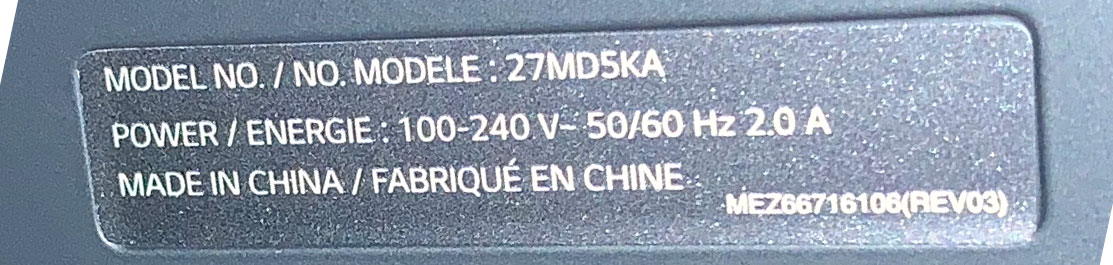 MODEL NO. / NO. MODELE : 27MD5KA
POWER / ENERGIE : 100-240 V~ 50/60 Hz 2.0 A
MADE IN CHINA / FABRIQUÉ EN CHINE
MEZ66716106(REV03)